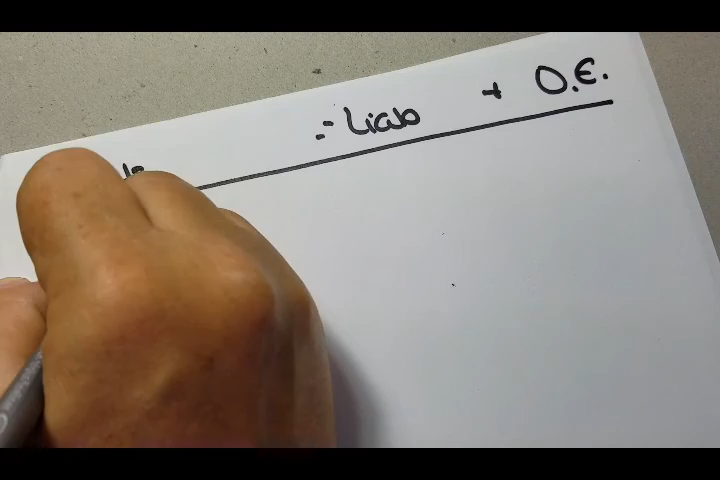 = Liab + O.E.